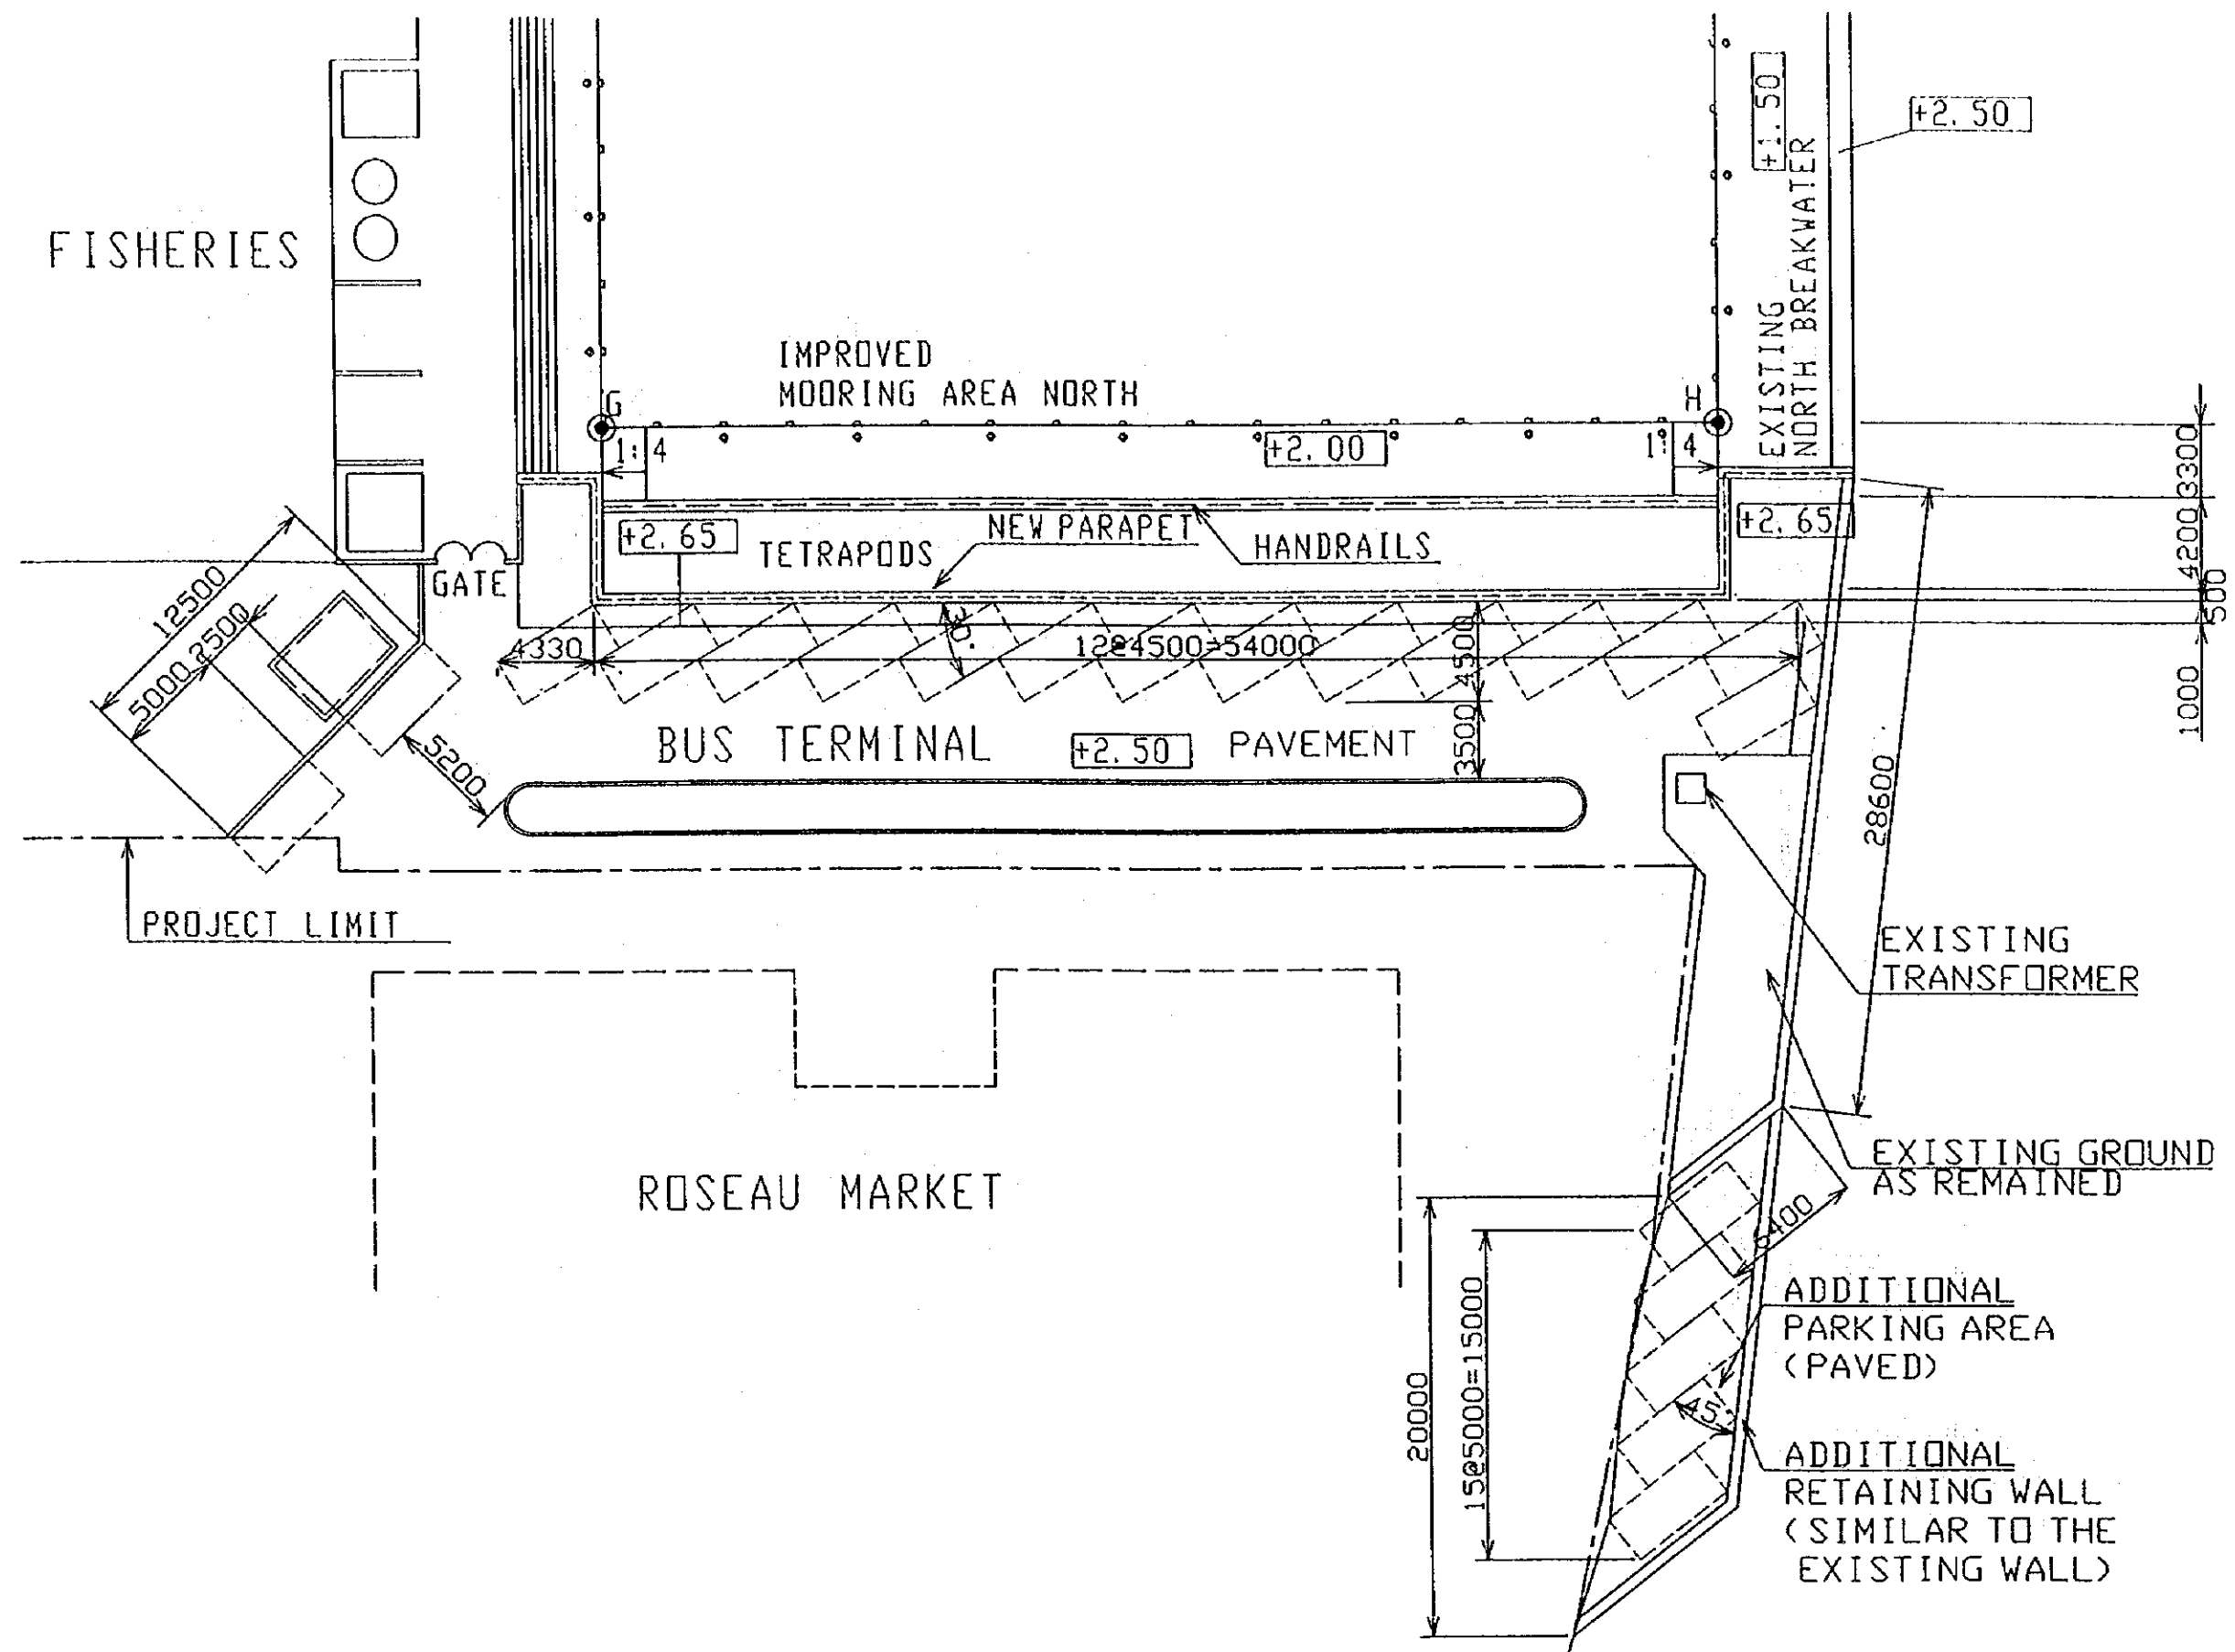 +1.50
+2.50
EXISTING
NORTH BREAKWATER
FISHERIES
IMPROVED
MOORING AREA NORTH
G
H
1:4
+2.00
1:4
3300
4200
500
1000
+2.65
TETRAPODS
NEW PARAPET
HANDRAILS
+2.65
GATE
12500
2500
5000
5200
4330
30°
12@4500=54000
4500
3500
BUS TERMINAL
+2.50
PAVEMENT
28600
PROJECT LIMIT
EXISTING
TRANSFORMER
ROSEAU MARKET
EXISTING GROUND
AS REMAINED
6400
20000
15@5000=15000
45°
ADDITIONAL
PARKING AREA
(PAVED)
ADDITIONAL
RETAINING WALL
(SIMILAR TO THE
EXISTING WALL)